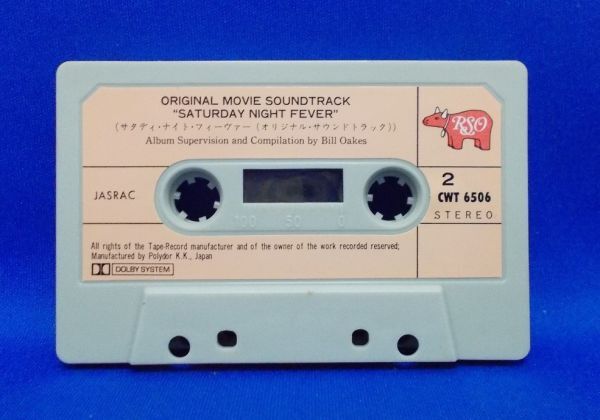 ORIGINAL MOVIE SOUNDTRACK
"SATURDAY NIGHT FEVER"
(サタディ・ナイト・フィーヴァー(オリジナル・サウンドトラック))
Album Supervision and Compilation by Bill Oakes
RSO
JASRAC
2
CWT 6506
STEREO
100 50 0
All rights of the Tape-Record manufacturer and of the owner of the work recorded reserved;
Manufactured by Polydor K.K., Japan
DOLBY SYSTEM